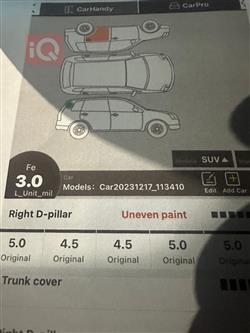 CarHandy CarPro
iQ
Models SUV ▲
Fe
3.0
L_Unit_mil
Car
Models: Car20231217_113410
Edit. Add Car
Right D-pillar Uneven paint
5.0 4.5 4.5 5.0 5.0
Original Original Original Original Original
Trunk cover